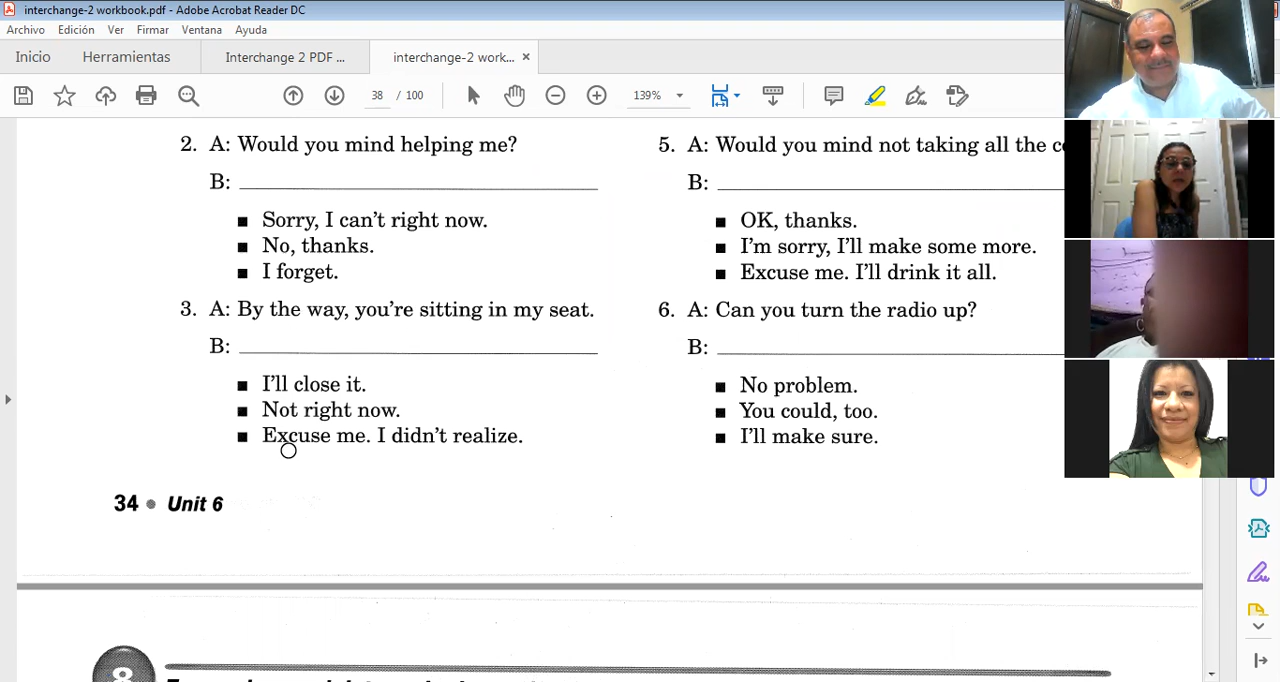 interchange-2 workbook.pdf - Adobe Acrobat Reader DC
Archivo Edición Ver Firmar Ventana Ayuda
Inicio Herramientas Interchange 2 PDF ... interchange-2 work... ×
38 / 100 139%
2. A: Would you mind helping me?
B:
■ Sorry, I can't right now.
■ No, thanks.
■ I forget.
3. A: By the way, you're sitting in my seat.
B:
■ I'll close it.
■ Not right now.
■ Excuse me. I didn't realize.
5. A: Would you mind not taking all the
B:
■ OK, thanks.
■ I'm sorry, I'll make some more.
■ Excuse me. I'll drink it all.
6. A: Can you turn the radio up?
B:
■ No problem.
■ You could, too.
■ I'll make sure.
34 • Unit 6
8